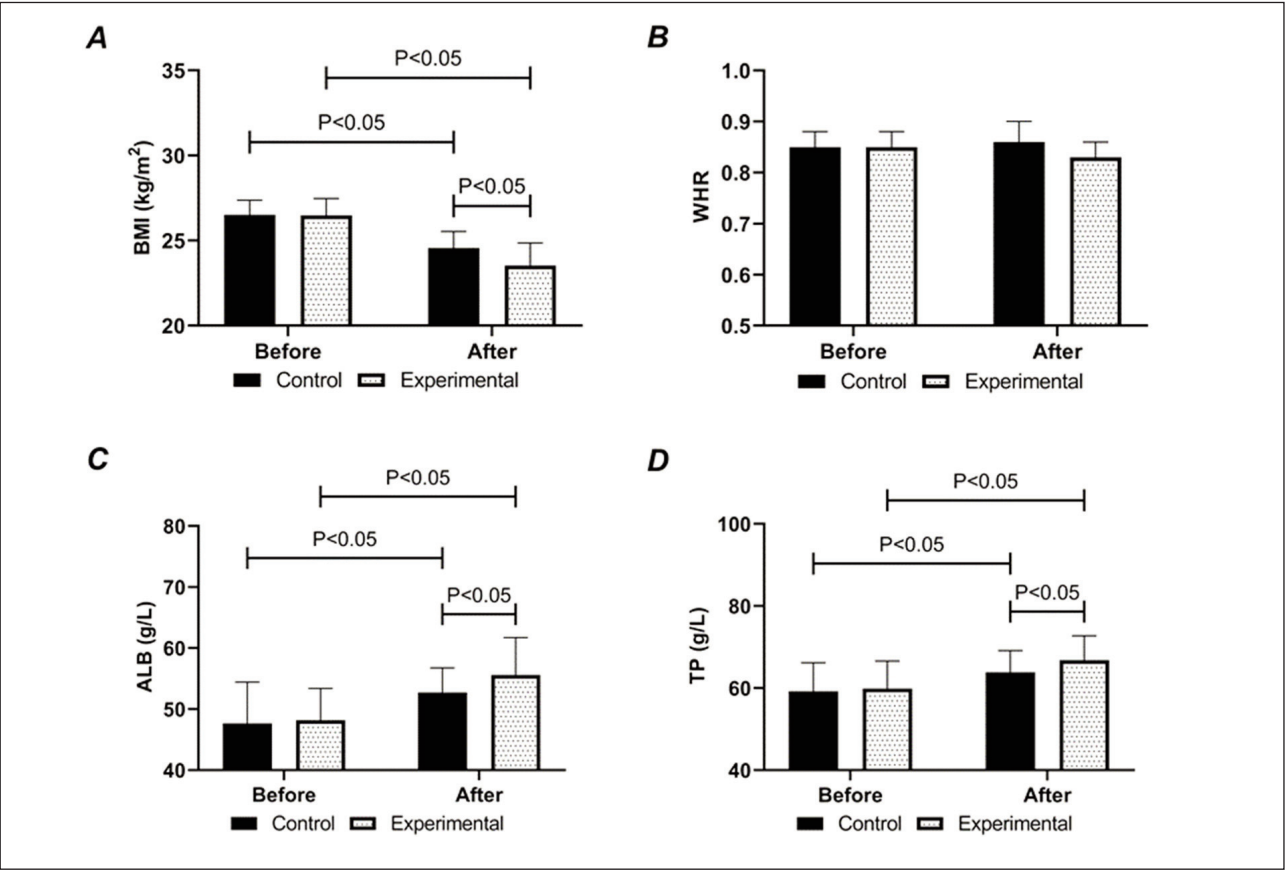 A
BMI (kg/m²)
35
30
25
20
P<0.05
P<0.05
P<0.05
Before
After
Control
Experimental
B
WHR
1.0
0.9
0.8
0.7
0.6
0.5
Before
After
Control
Experimental
C
ALB (g/L)
80
70
60
50
40
P<0.05
P<0.05
P<0.05
Before
After
Control
Experimental
D
TP (g/L)
100
80
60
40
P<0.05
P<0.05
P<0.05
Before
After
Control
Experimental